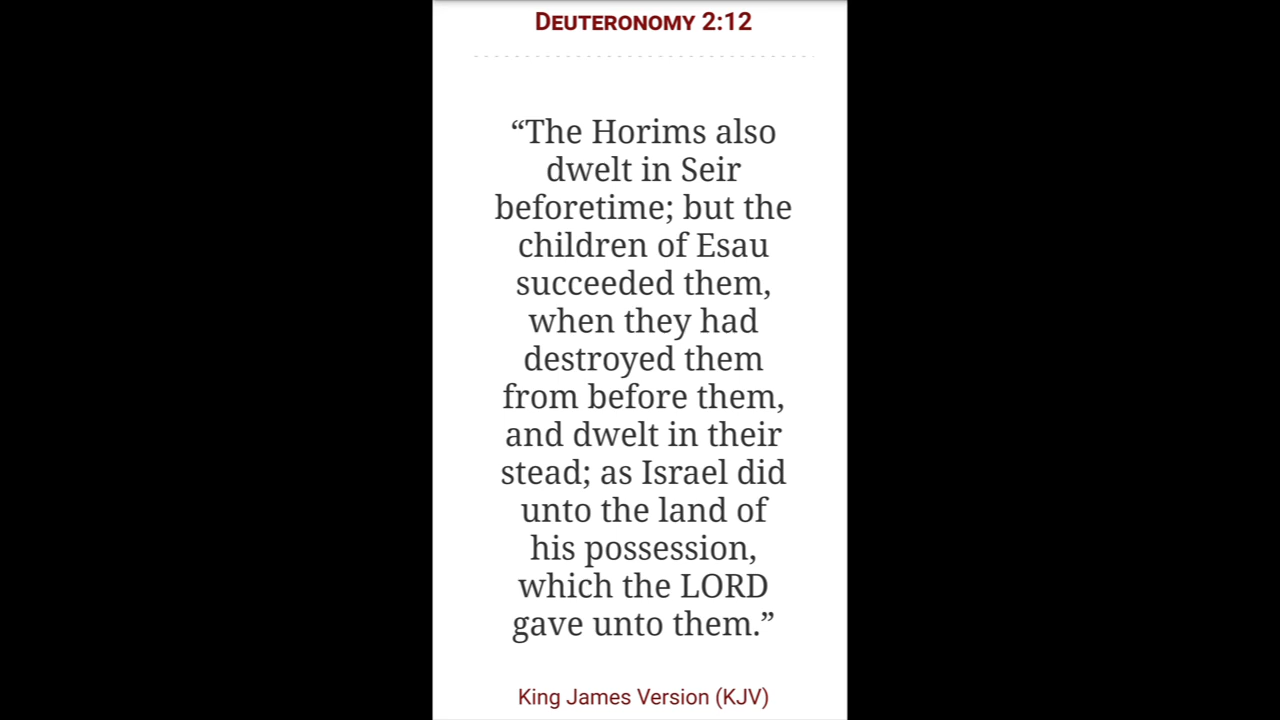 DEUTERONOMY 2:12
“The Horims also
dwelt in Seir
beforetime; but the
children of Esau
succeeded them,
when they had
destroyed them
from before them,
and dwelt in their
stead; as Israel did
unto the land of
his possession,
which the LORD
gave unto them.”
King James Version (KJV)